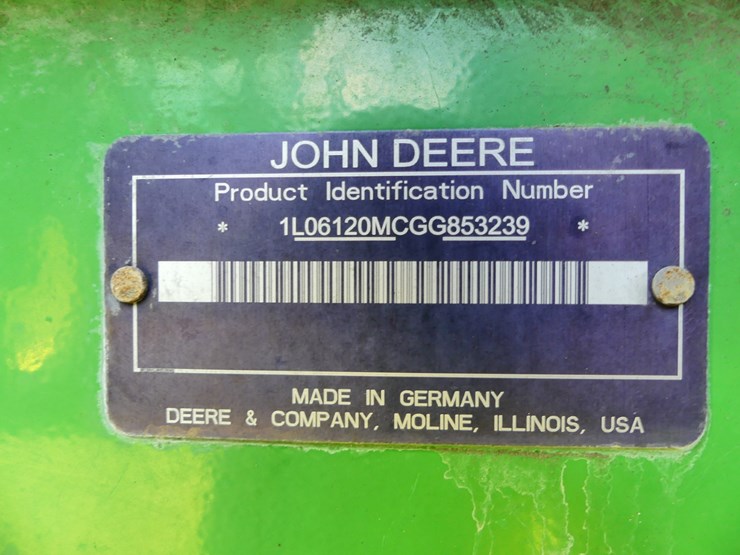 JOHN DEERE
Product Identification Number
* 1L06120MCGG853239 *
MADE IN GERMANY
DEERE & COMPANY, MOLINE, ILLINOIS, USA